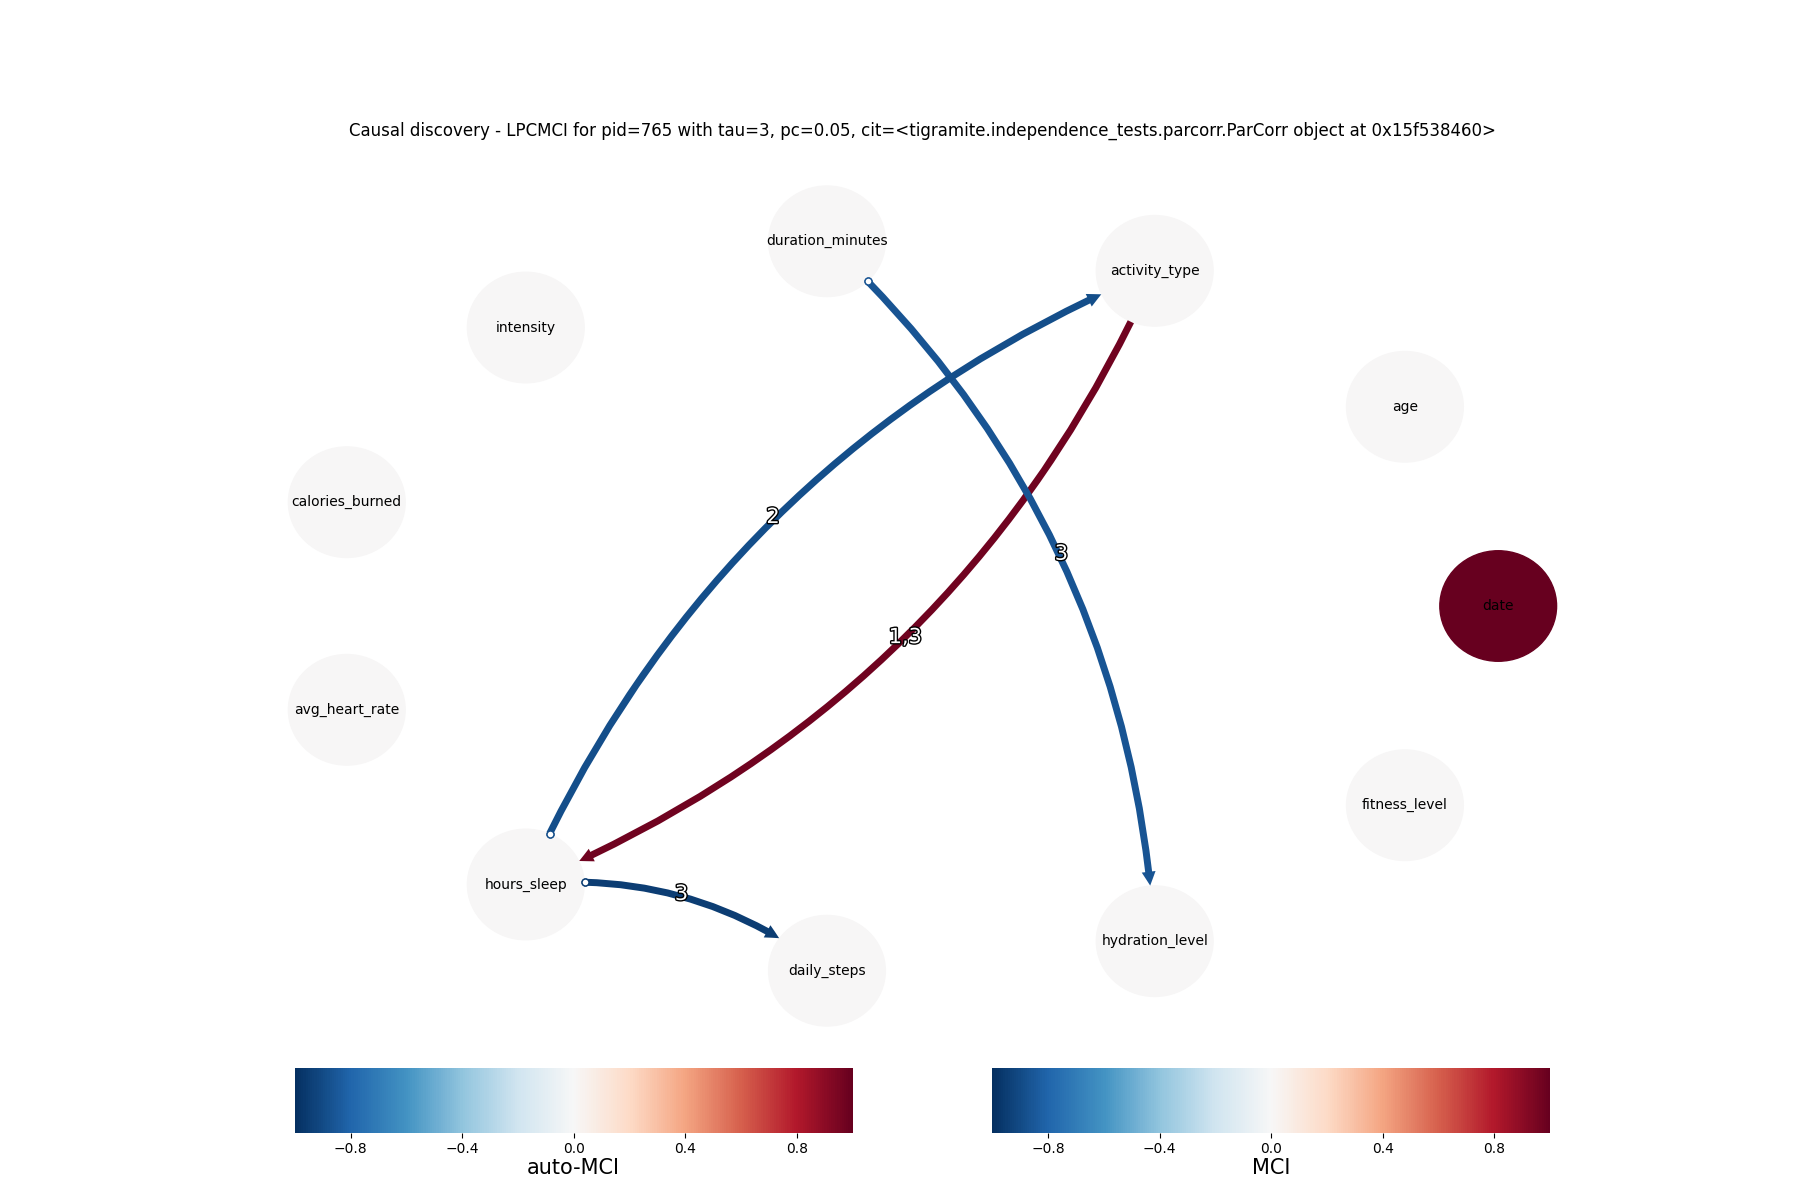 Causal discovery - LPCMCI for pid=765 with tau=3, pc=0.05, cit=<tigramite.independence_tests.parcorr.ParCorr object at 0x15f538460>
duration_minutes
activity_type
intensity
age
calories_burned
2
3
date
1,3
avg_heart_rate
fitness_level
hours_sleep
3
hydration_level
daily_steps
−0.8 −0.4 0.0 0.4 0.8
auto-MCI
−0.8 −0.4 0.0 0.4 0.8
MCI